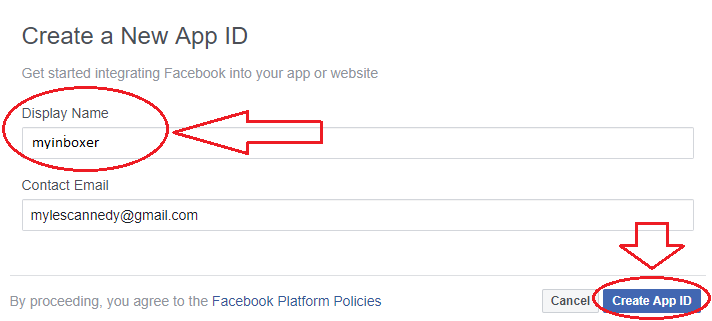 Create a New App ID
Get started integrating Facebook into your app or website
Display Name
myinboxer
Contact Email
mylescannedy@gmail.com
By proceeding, you agree to the Facebook Platform Policies
Cancel
Create App ID